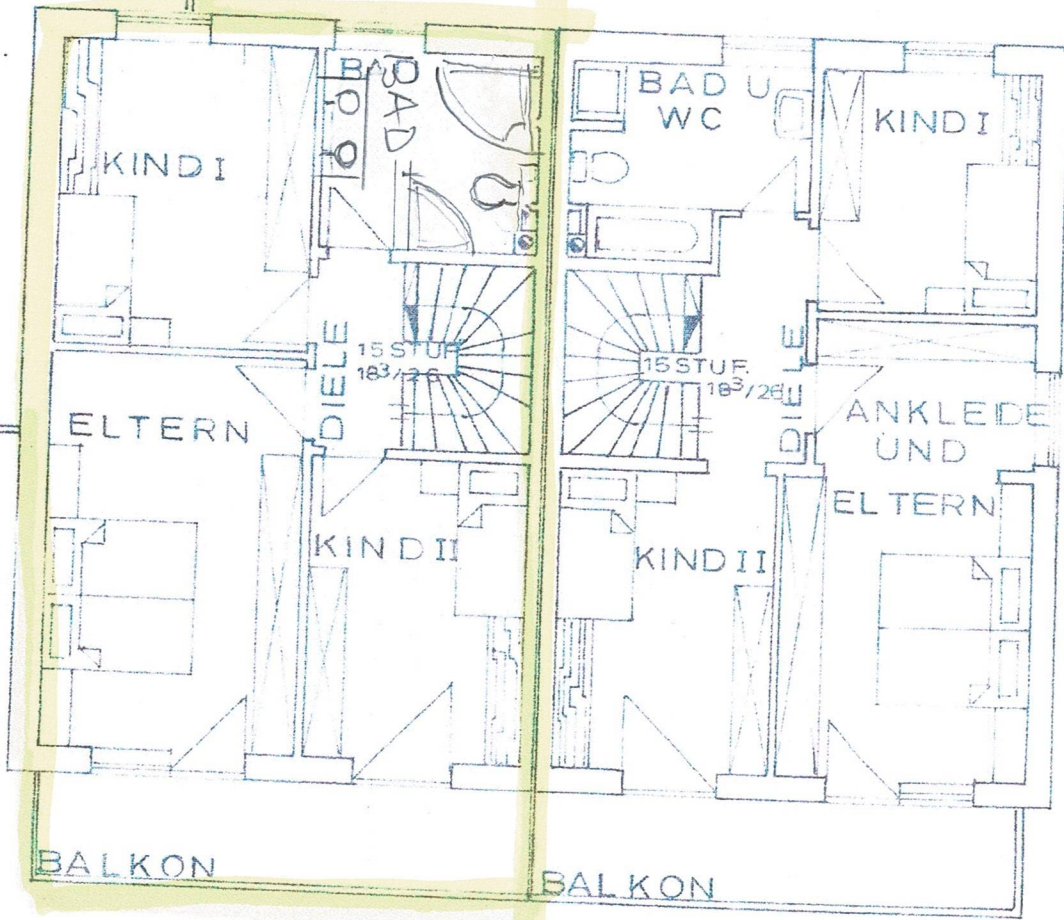 BAD
BAD
KIND I
DIELE
15 STUF.
18³/26
ELTERN
KIND II
BALKON
BAD U
WC
KIND I
DIELE
15 STUF.
18³/26
ANKLEIDE
UND
ELTERN
KIND II
BALKON